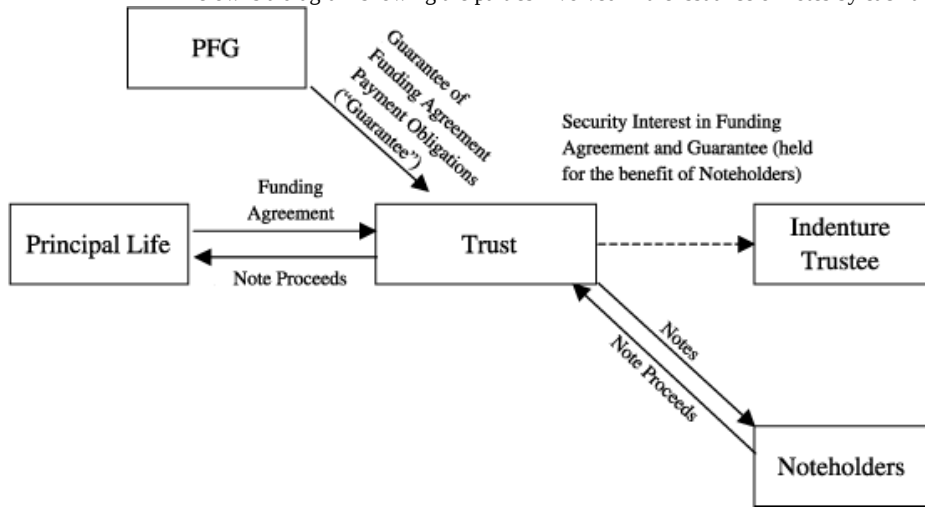 PFG
Guarantee of
Funding Agreement
Payment Obligations
("Guarantee")
Security Interest in Funding
Agreement and Guarantee (held
for the benefit of Noteholders)
Funding
Agreement
Principal Life
Trust
Indenture
Trustee
Note Proceeds
Notes
Note Proceeds
Noteholders